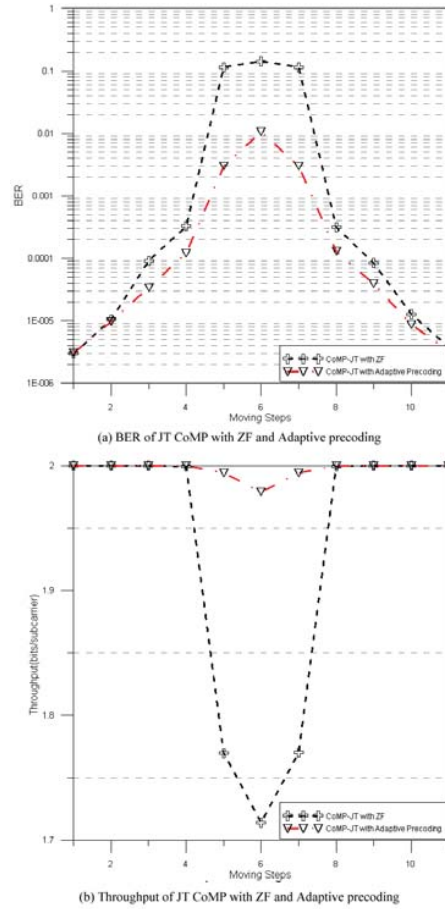 1
0.1
0.01
0.001
0.0001
1E-005
1E-006
BER
CoMP-JT with ZF
CoMP-JT with Adaptive Precoding
2 4 6 8 10
Moving Steps
(a) BER of JT CoMP with ZF and Adaptive precoding
2
1.9
1.8
1.7
Throughput(bits/subcarrier)
CoMP-JT with ZF
CoMP-JT with Adaptive Precoding
2 4 6 8 10
Moving Steps
(b) Throughput of JT CoMP with ZF and Adaptive precoding